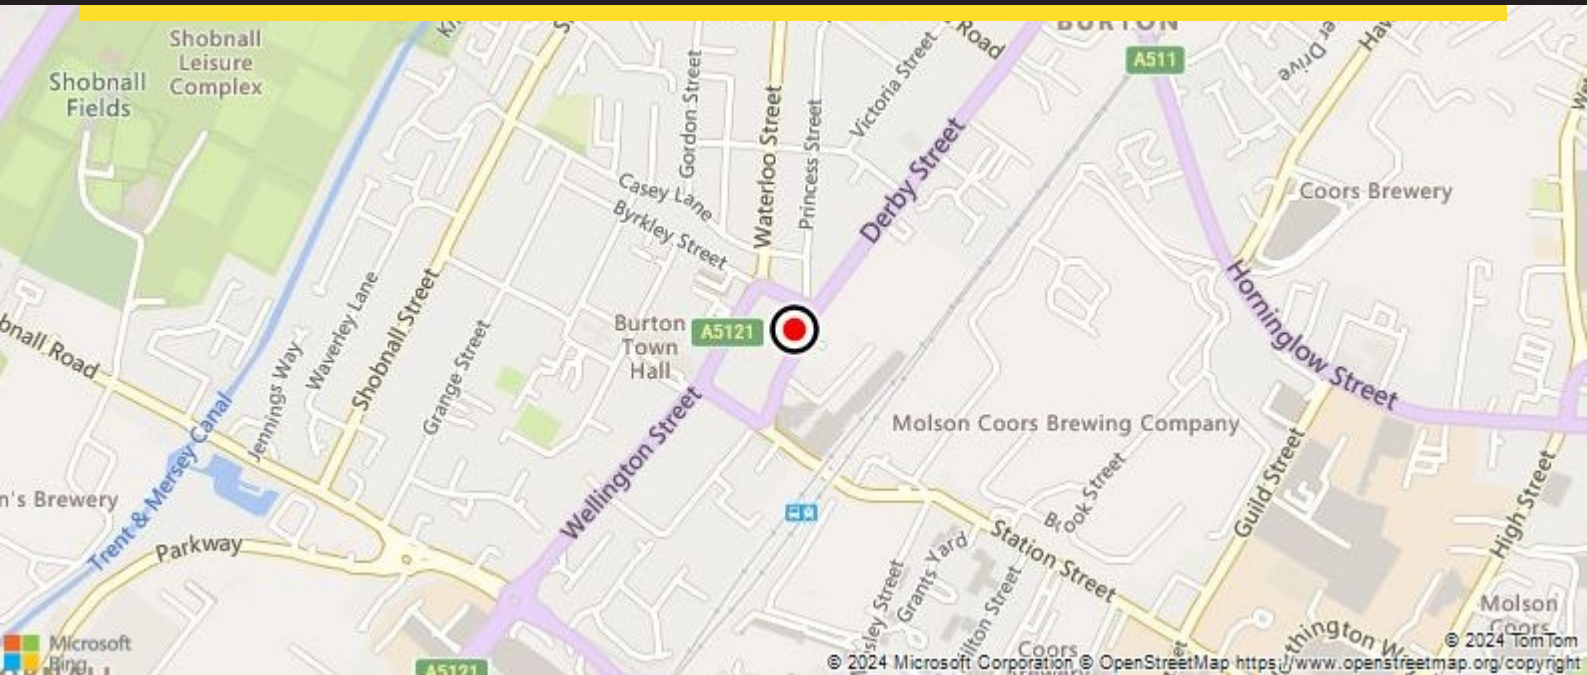 BURTON
Road
A511
Shobnall
Leisure
Complex
Shobnall
Fields
Gordon Street
Waterloo Street
Princess Street
Victoria Street
Derby Street
Casey Lane
Byrkley Street
er Drive
Coors Brewery
Horninglow Street
Burton
Town
Hall
A5121
Waverley Lane
Shobnall Street
Grange Street
Jennings Way
bnall Road
Trent & Mersey Canal
Wellington Street
Molson Coors Brewing Company
Brook Street
Guild Street
High Street
n's Brewery
Parkway
Station Street
Grants Yard
Molson
Coors
Coors
A5121
Microsoft
Bing
© 2024 TomTom
© 2024 Microsoft Corporation © OpenStreetMap https://www.openstreetmap.org/copyright